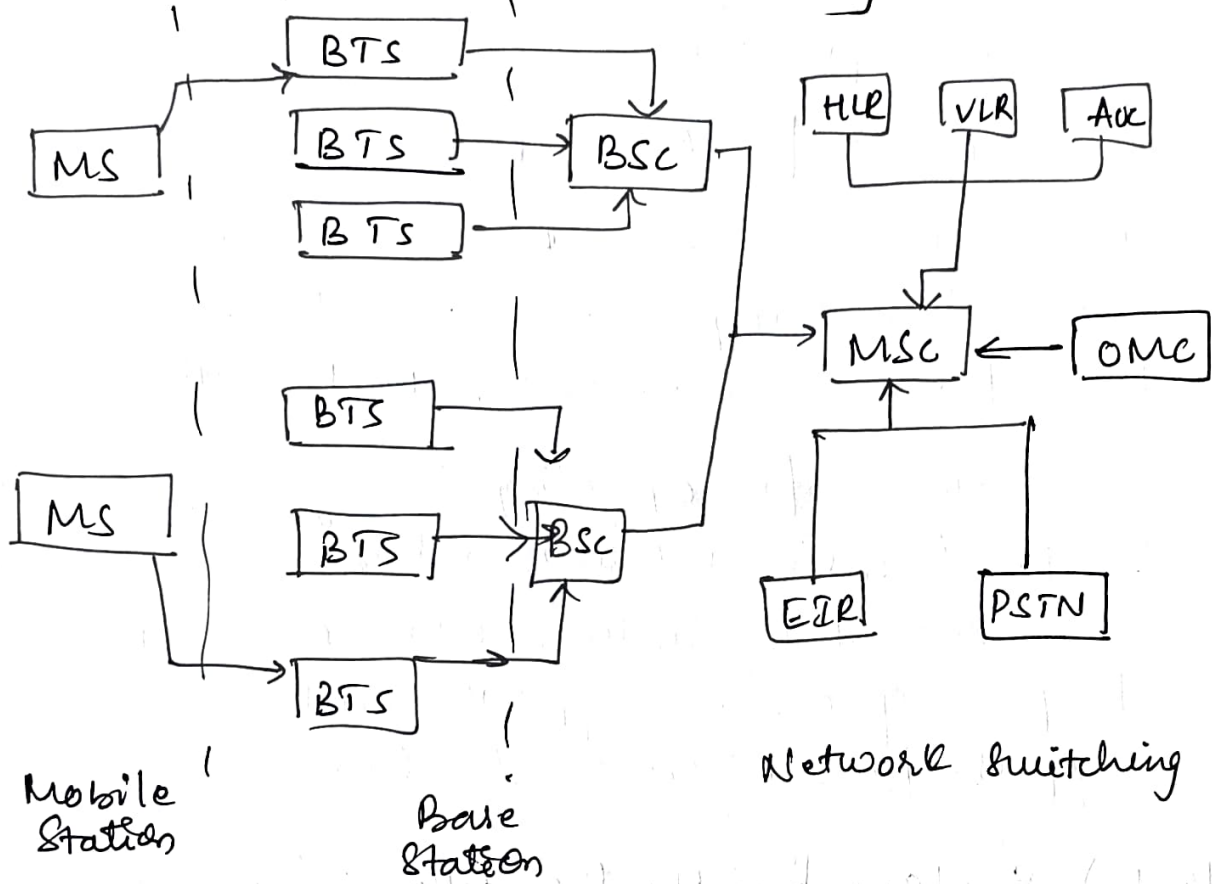 BTS
HLR
VLR
AUC
MS
BTS
BSC
BTS
MSC
OMC
BTS
MS
BTS
BSC
EIR
PSTN
BTS
Network Switching
Mobile
Station
Base
Station